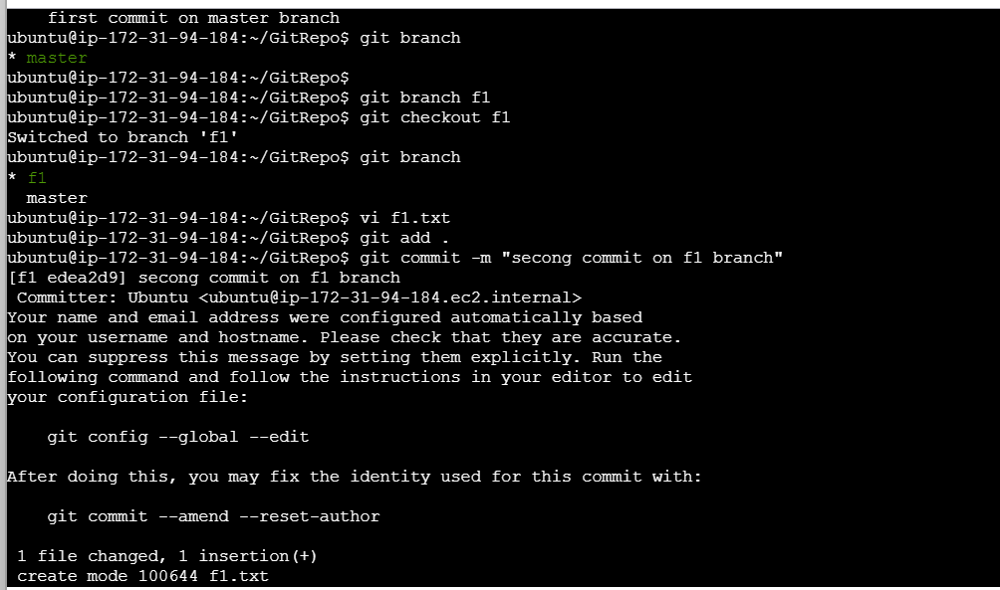 first commit on master branch
ubuntu@ip-172-31-94-184:~/GitRepo$ git branch
* master
ubuntu@ip-172-31-94-184:~/GitRepo$
ubuntu@ip-172-31-94-184:~/GitRepo$ git branch f1
ubuntu@ip-172-31-94-184:~/GitRepo$ git checkout f1
Switched to branch 'f1'
ubuntu@ip-172-31-94-184:~/GitRepo$ git branch
* f1
  master
ubuntu@ip-172-31-94-184:~/GitRepo$ vi f1.txt
ubuntu@ip-172-31-94-184:~/GitRepo$ git add .
ubuntu@ip-172-31-94-184:~/GitRepo$ git commit -m "secong commit on f1 branch"
[f1 edea2d9] secong commit on f1 branch
 Committer: Ubuntu <ubuntu@ip-172-31-94-184.ec2.internal>
Your name and email address were configured automatically based
on your username and hostname. Please check that they are accurate.
You can suppress this message by setting them explicitly. Run the
following command and follow the instructions in your editor to edit
your configuration file:
    git config --global --edit
After doing this, you may fix the identity used for this commit with:
    git commit --amend --reset-author
 1 file changed, 1 insertion(+)
 create mode 100644 f1.txt